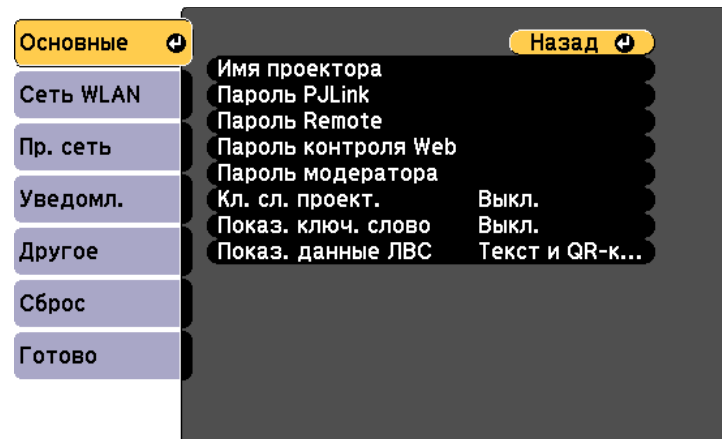 Основные
Сеть WLAN
Пр. сеть
Уведомл.
Другое
Сброс
Готово
Назад
Имя проектора
Пароль PJLink
Пароль Remote
Пароль контроля Web
Пароль модератора
Кл. сл. проект. Выкл.
Показ. ключ. слово Выкл.
Показ. данные ЛВС Текст и QR-к...